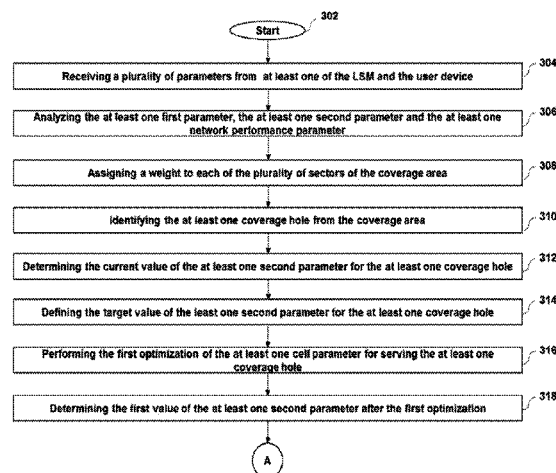 302
Start
304
Receiving a plurality of parameters from at least one of the LSM and the user device
306
Analyzing the at least one first parameter, the at least one second parameter and the at least one
network performance parameter
308
Assigning a weight to each of the plurality of sectors of the coverage area
310
Identifying the at least one coverage hole from the coverage area
312
Determining the current value of the at least one second parameter for the at least one coverage hole
314
Defining the target value of the least one second parameter for the at least one coverage hole
316
Performing the first optimization of the at least one cell parameter for serving the at least one
coverage hole
318
Determining the first value of the at least one second parameter after the first optimization
A